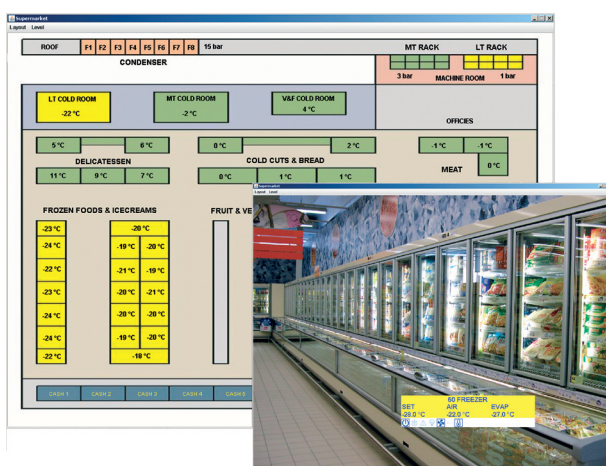 Supermarket
Layout Level
ROOF F1 F2 F3 F4 F5 F6 F7 F8 15 bar MT RACK LT RACK
CONDENSER
3 bar MACHINE ROOM 1 bar
LT COLD ROOM MT COLD ROOM V&F COLD ROOM
-22 °C -2 °C 4 °C
OFFICIES
5 °C 6 °C 0 °C 2 °C -1 °C -1 °C
DELICATESSEN COLD CUTS & BREAD MEAT 0 °C
11 °C 9 °C 7 °C 0 °C 1 °C 1 °C
Supermarket
Layout Level
FROZEN FOODS & ICECREAMS FRUIT & VE
-23 °C -20 °C
-24 °C -19 °C -20 °C
-22 °C -21 °C -19 °C
-23 °C -20 °C -21 °C
-24 °C -20 °C -20 °C
-24 °C -19 °C -20 °C
-22 °C -18 °C
CASH 1 CASH 2 CASH 3 CASH 4 CASH 5
60 FREEZER
SET AIR EVAP
-22.0 °C -27.0 °C